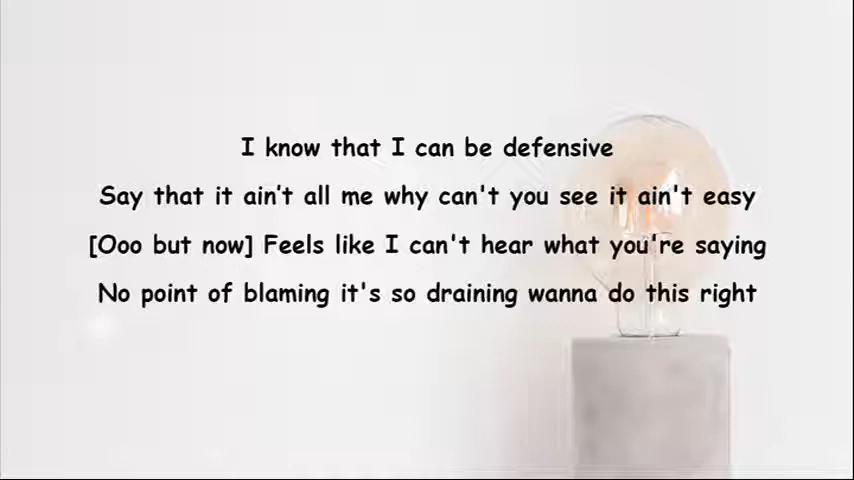 I know that I can be defensive
Say that it ain't all me why can't you see it ain't easy
[Ooo but now] Feels like I can't hear what you're saying
No point of blaming it's so draining wanna do this right